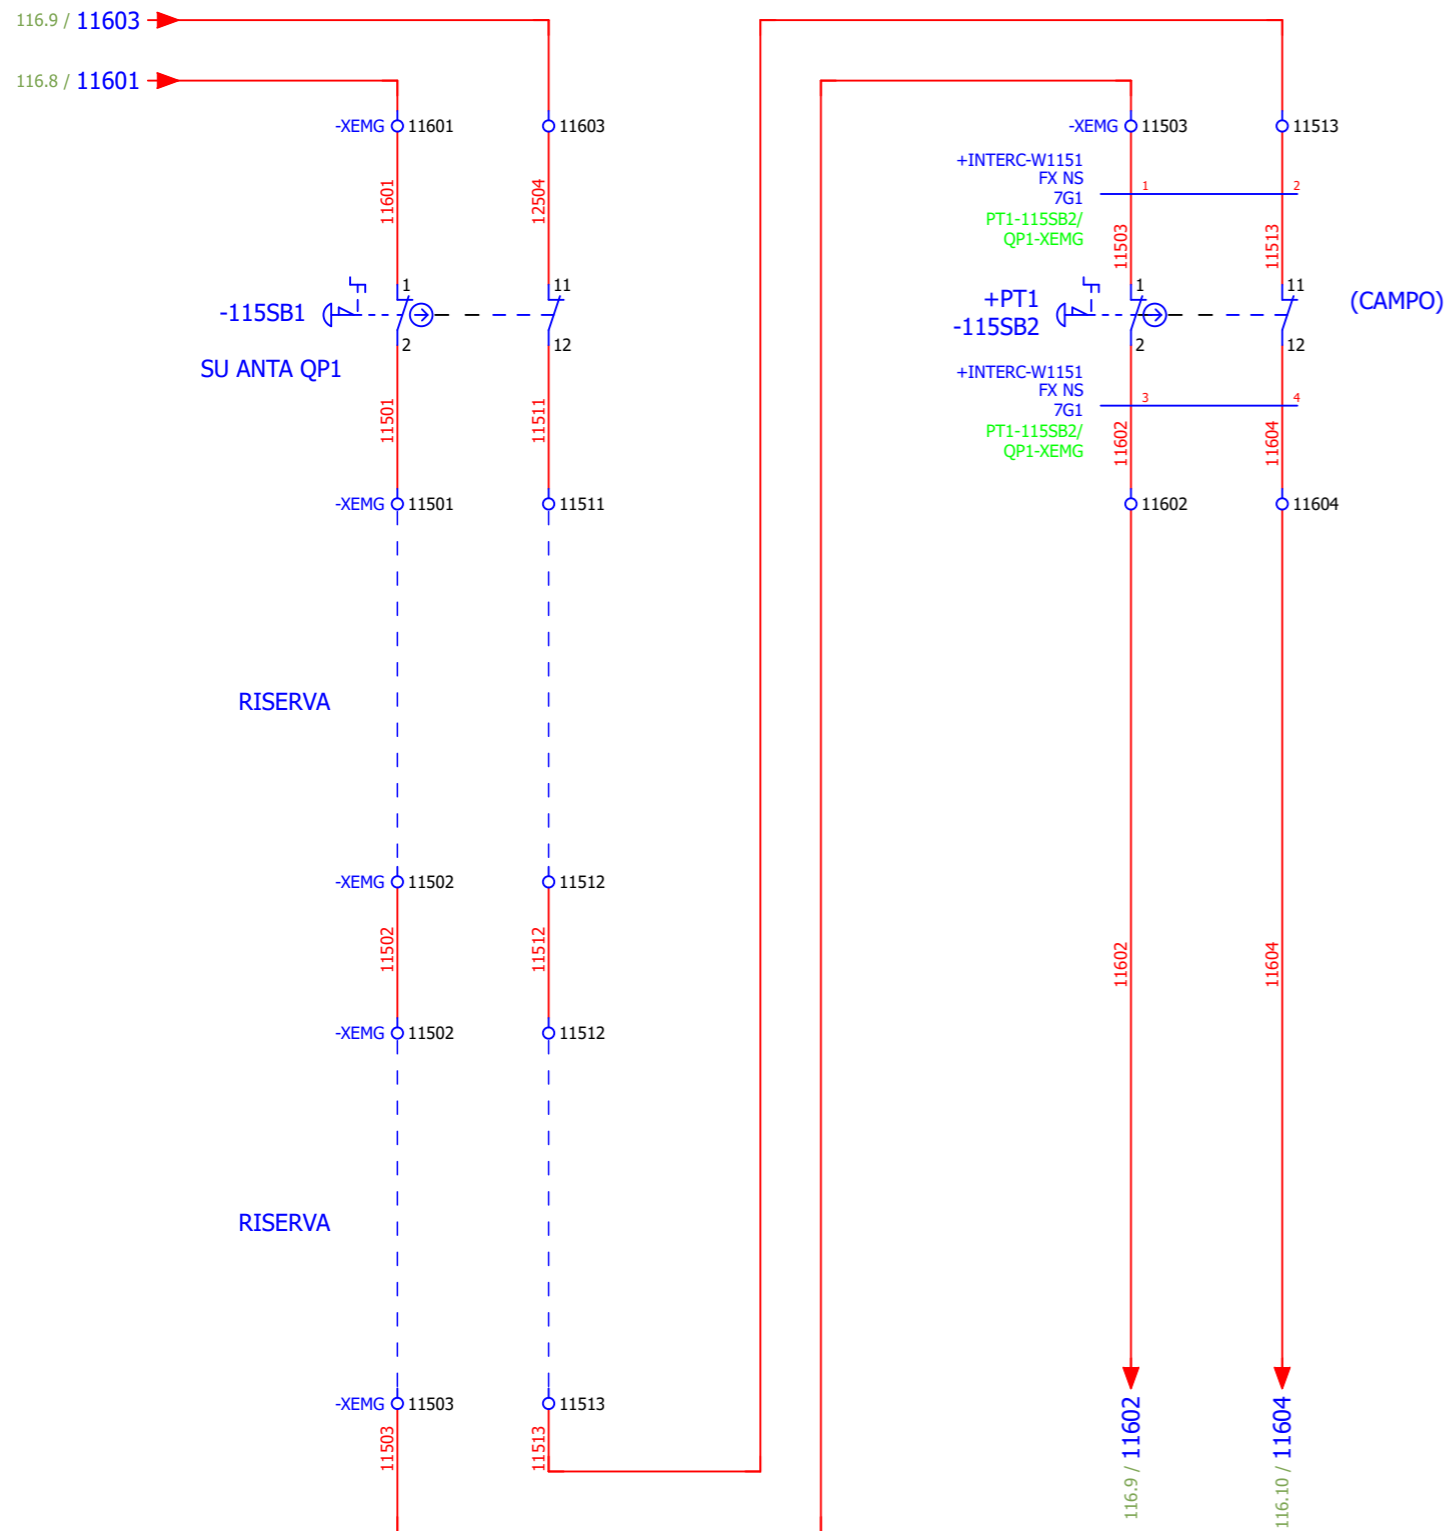 116.9 / 11603
116.8 / 11601
-XEMG 11601 11603
11601 12504
-115SB1 1 11
2 12
SU ANTA QP1
11501 11511
-XEMG 11501 11511
RISERVA
-XEMG 11502 11512
11502 11512
-XEMG 11502 11512
RISERVA
-XEMG 11503 11513
11503 11513
-XEMG 11503 11513
+INTERC-W1151
FX NS
7G1 1 2
PT1-115SB2/
QP1-XEMG
11503 11513
+PT1 1 11 (CAMPO)
-115SB2
2 12
+INTERC-W1151
FX NS
7G1 3 4
PT1-115SB2/
QP1-XEMG
11602 11604
11602 11604
11602 11604
116.9 / 11602
116.10 / 11604